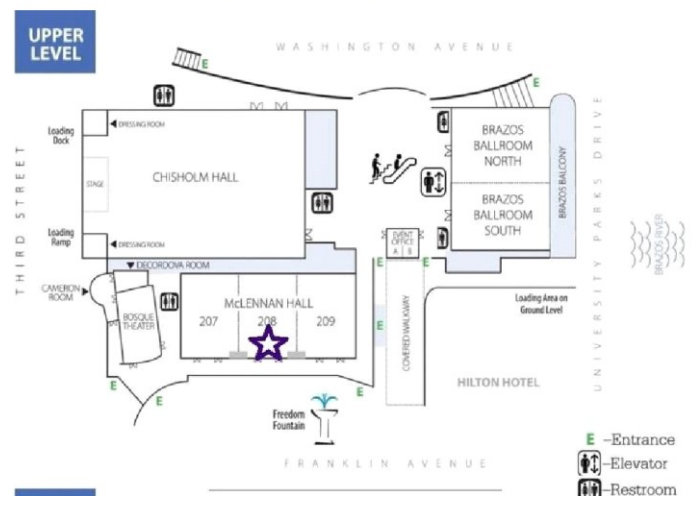 UPPER
LEVEL
WASHINGTON AVENUE
E
E
Loading
Dock
DRESSING ROOM
BRAZOS
BALLROOM
NORTH
CHISHOLM HALL
STAGE
BRAZOS
BALLROOM
SOUTH
BRAZOS BALCONY
THIRD STREET
UNIVERSITY PARKS DRIVE
BRAZOS RIVER
Loading
Ramp
DRESSING ROOM
EVENT
OFFICE
A B
DECORDOVA ROOM
E
E
CAMERON
ROOM
BOSQUE
THEATER
McLENNAN HALL
207
208
209
E
COVERED WALKWAY
Loading Area on
Ground Level
HILTON HOTEL
E
E
E
Freedom
Fountain
FRANKLIN AVENUE
E –Entrance
–Elevator
–Restroom